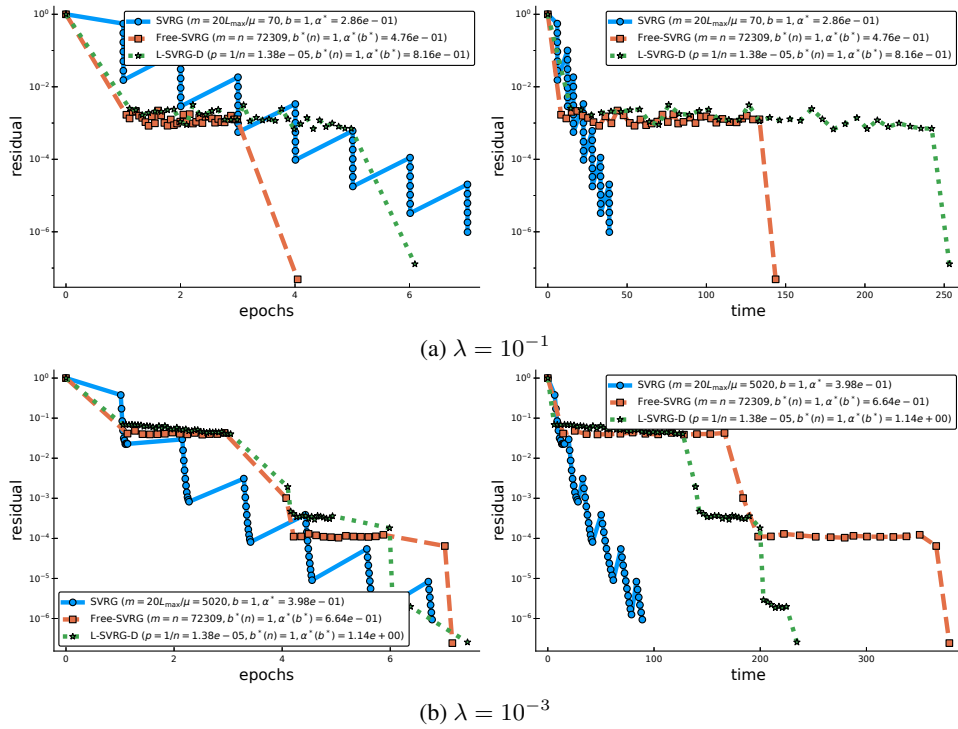 SVRG (m = 20L_max/μ = 70, b = 1, α* = 2.86e − 01)
Free-SVRG (m = n = 72309, b*(n) = 1, α*(b*) = 4.76e − 01)
L-SVRG-D (p = 1/n = 1.38e − 05, b*(n) = 1, α*(b*) = 8.16e − 01)
residual
10⁰
10⁻²
10⁻⁴
10⁻⁶
0 2 4 6
epochs
SVRG (m = 20L_max/μ = 70, b = 1, α* = 2.86e − 01)
Free-SVRG (m = n = 72309, b*(n) = 1, α*(b*) = 4.76e − 01)
L-SVRG-D (p = 1/n = 1.38e − 05, b*(n) = 1, α*(b*) = 8.16e − 01)
residual
10⁰
10⁻²
10⁻⁴
10⁻⁶
0 50 100 150 200 250
time
(a) λ = 10⁻¹
residual
10⁰
10⁻¹
10⁻²
10⁻³
10⁻⁴
10⁻⁵
10⁻⁶
SVRG (m = 20L_max/μ = 5020, b = 1, α* = 3.98e − 01)
Free-SVRG (m = n = 72309, b*(n) = 1, α*(b*) = 6.64e − 01)
L-SVRG-D (p = 1/n = 1.38e − 05, b*(n) = 1, α*(b*) = 1.14e + 00)
0 2 4 6
epochs
SVRG (m = 20L_max/μ = 5020, b = 1, α* = 3.98e − 01)
Free-SVRG (m = n = 72309, b*(n) = 1, α*(b*) = 6.64e − 01)
L-SVRG-D (p = 1/n = 1.38e − 05, b*(n) = 1, α*(b*) = 1.14e + 00)
residual
10⁰
10⁻¹
10⁻²
10⁻³
10⁻⁴
10⁻⁵
10⁻⁶
0 100 200 300
time
(b) λ = 10⁻³